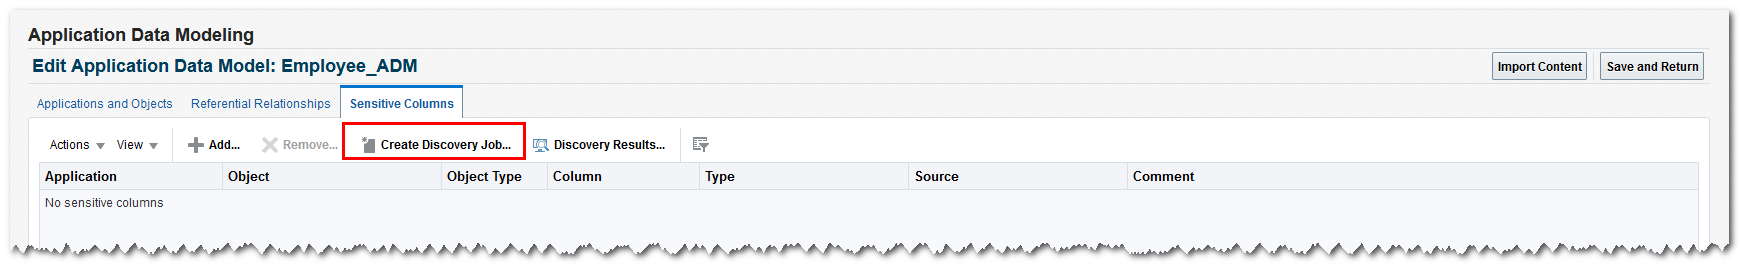 Application Data Modeling
Edit Application Data Model: Employee_ADM
Import Content Save and Return
Applications and Objects Referential Relationships Sensitive Columns
Actions View Add... Remove... Create Discovery Job... Discovery Results...
Application Object Object Type Column Type Source Comment
No sensitive columns